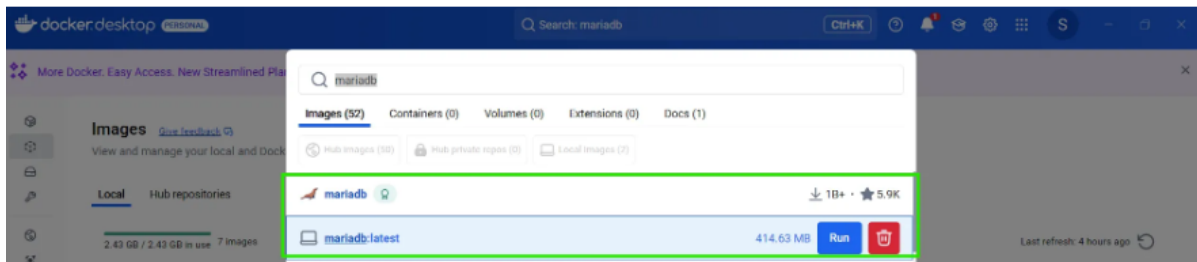 docker.desktop PERSONAL
Search: mariadb Ctrl+K S
More Docker. Easy Access. New Streamlined Pla
mariadb
Images (52) Containers (0) Volumes (0) Extensions (0) Docs (1)
Images Give feedback
View and manage your local and Dock
Hub images (50) Hub private repos (0) Local images (2)
Local Hub repositories
mariadb 1B+ · 5.9K
mariadb:latest 414.63 MB Run
2.43 GB / 2.43 GB in use 7 images
Last refresh: 4 hours ago